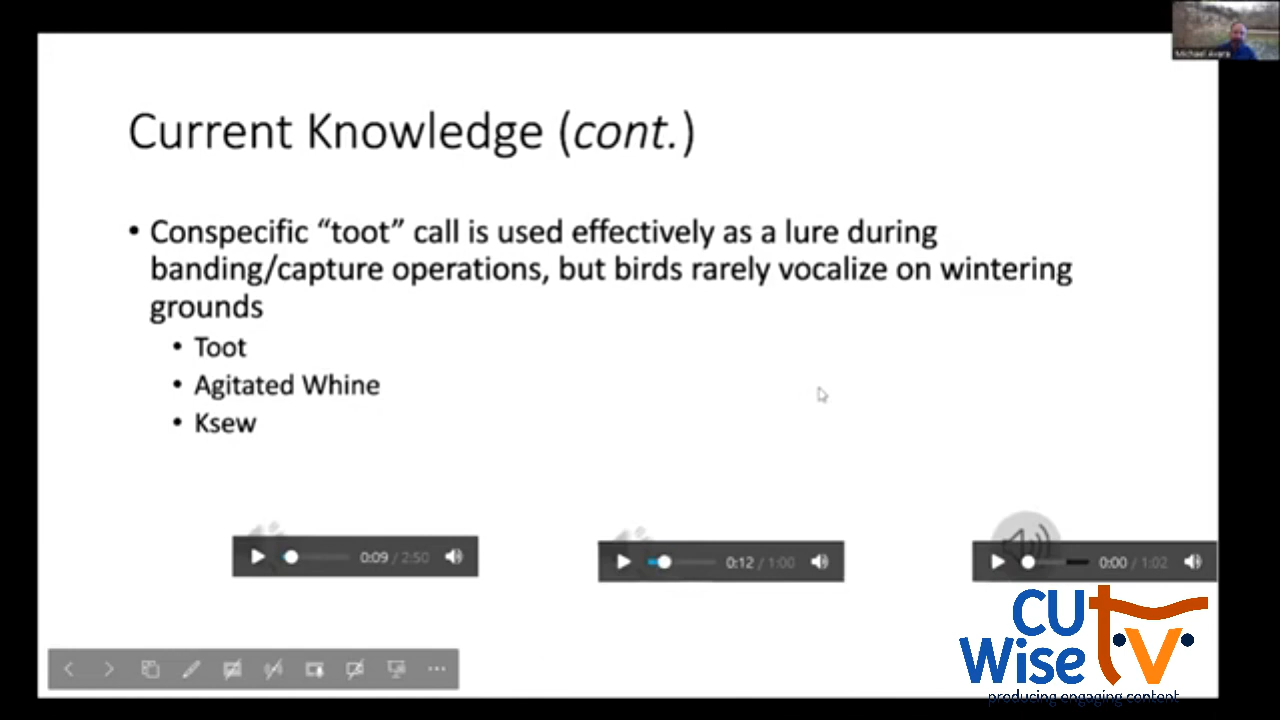 Michael Avara
Current Knowledge (cont.)
• Conspecific “toot” call is used effectively as a lure during
banding/capture operations, but birds rarely vocalize on wintering
grounds
• Toot
• Agitated Whine
• Ksew
0:09 / 2:50
0:12 / 1:00
0:00 / 1:02
CU
Wise tv
producing engaging content